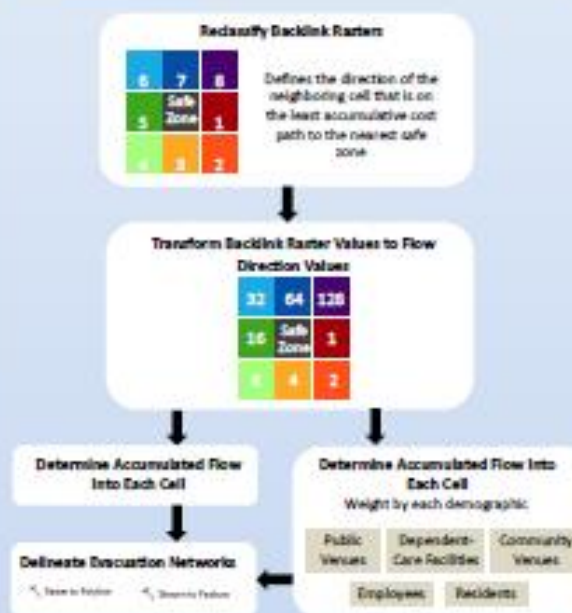 Reclassify Backlink Rasters
6 7 8
Safe
Zone
5 1
4 3 2
Defines the direction of the
neighboring cell that is on
the least accumulative cost
path to the nearest safe
zone
Transform Backlink Raster Values to Flow
Direction Values
32 64 128
16 Safe
Zone 1
8 4 2
Determine Accumulated Flow
Into Each Cell
Determine Accumulated Flow Into
Each Cell
Weight by each demographic
Public
Venues
Dependent-
Care Facilities
Community
Venues
Employees Residents
Delineate Evacuation Networks
Stream to Feature